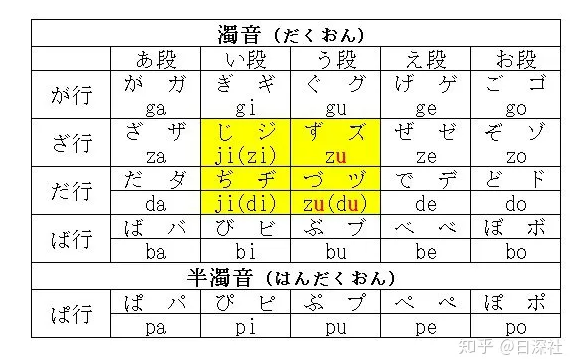 濁音（だくおん）
あ段 い段 う段 え段 お段
が行 が ガ ぎ ギ ぐ グ げ ゲ ご ゴ
ga gi gu ge go
ざ行 ざ ザ じ ジ ず ズ ぜ ゼ ぞ ゾ
za ji(zi) zu ze zo
だ行 だ ダ ぢ ヂ づ ヅ で デ ど ド
da ji(di) zu(du) de do
ば行 ば バ び ビ ぶ ブ べ ベ ぼ ボ
ba bi bu be bo
半濁音（はんだくおん）
ぱ行 ぱ パ ぴ ピ ぷ プ ぺ ペ ぽ ポ
pa pi pu pe po
知乎 @日深社